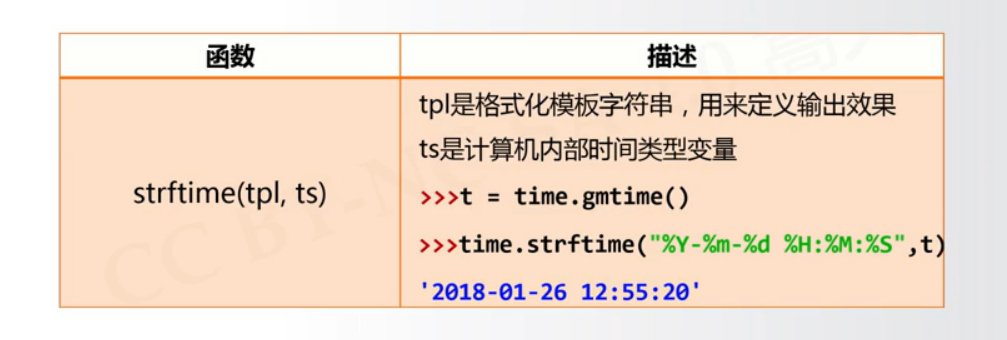 函数
描述
strftime(tpl, ts)
tpl是格式化模板字符串，用来定义输出效果
ts是计算机内部时间类型变量
>>>t = time.gmtime()
>>>time.strftime("%Y-%m-%d %H:%M:%S",t)
'2018-01-26 12:55:20'